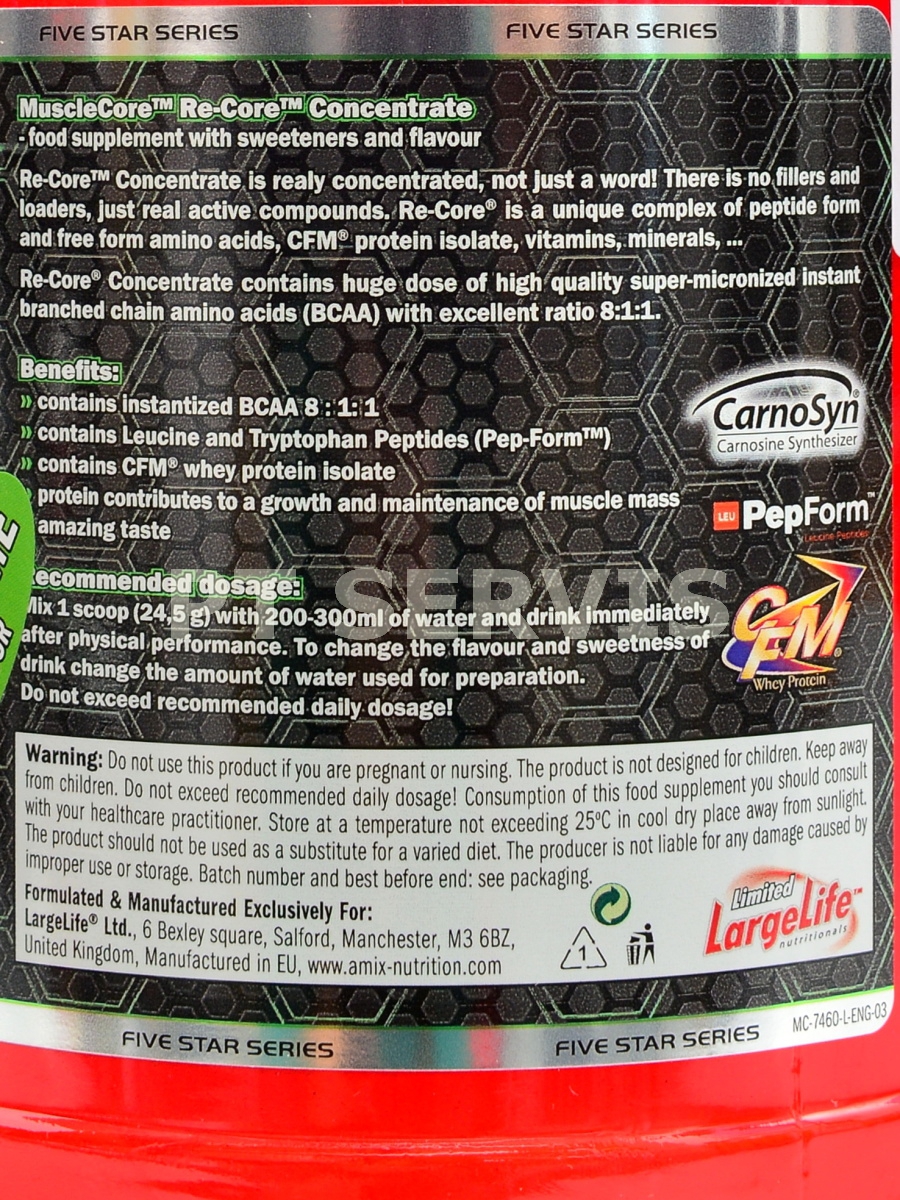 FIVE STAR SERIES FIVE STAR SERIES
MuscleCore™ Re-Core™ Concentrate
- food supplement with sweeteners and flavour
Re-Core™ Concentrate is realy concentrated, not just a word! There is no fillers and
loaders, just real active compounds. Re-Core® is a unique complex of peptide form
and free form amino acids, CFM® protein isolate, vitamins, minerals, ...
Re-Core® Concentrate contains huge dose of high quality super-micronized instant
branched chain amino acids (BCAA) with excellent ratio 8:1:1.
Benefits:
» contains instantized BCAA 8 : 1: 1
» contains Leucine and Tryptophan Peptides (Pep-Form™)
» contains CFM® whey protein isolate
protein contributes to a growth and maintenance of muscle mass
amazing taste
CarnoSyn®
Carnosine Synthesizer
LEU PepForm™
Leucine Peptides
ecommended dosage:
Mix 1 scoop (24,5 g) with 200-300ml of water and drink immediately
after physical performance. To change the flavour and sweetness of
drink change the amount of water used for preparation.
Do not exceed recommended daily dosage!
CFM®
Whey Protein
PT SERVIS
Warning: Do not use this product if you are pregnant or nursing. The product is not designed for children. Keep away
from children. Do not exceed recommended daily dosage! Consumption of this food supplement you should consult
with your healthcare practitioner. Store at a temperature not exceeding 25ºC in cool dry place away from sunlight.
The product should not be used as a substitute for a varied diet. The producer is not liable for any damage caused by
improper use or storage. Batch number and best before end: see packaging.
Formulated & Manufactured Exclusively For:
LargeLife® Ltd., 6 Bexley square, Salford, Manchester, M3 6BZ,
United Kingdom, Manufactured in EU, www.amix-nutrition.com
1
Limited
LargeLife™
nutritionals
MC-7460-L-ENG-03
FIVE STAR SERIES FIVE STAR SERIES